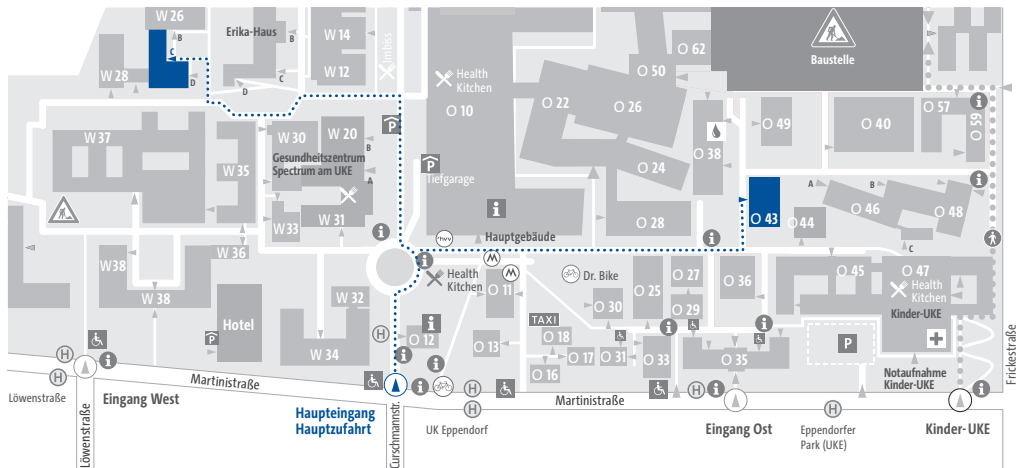 W 26
B
C
D
W 28
Erika-Haus
B
C
D
W 14
W 12
Imbiss
Health
Kitchen
O 10
O 22
O 26
O 50
O 62
O 24
O 28
O 38
Baustelle
O 49
O 40
O 57
O 59
Frickestraße
W 37
W 35
W 30
W 20
B
A
Gesundheitszentrum
Spectrum am UKE
W 33
W 31
P
P
Tiefgarage
i
Hauptgebäude
hvv
M
M
O 43
O 44
A
B
C
O 46
O 48
W38
W 38
W 36
Hotel
P
W 32
W 34
H
O 12
Health
Kitchen
O 11
O 13
Dr. Bike
TAXI
O 30
O 25
O 27
O 29
O 36
O 18
O 17
O 16
O 31
O 33
O 35
O 45
O 47
Health
Kitchen
Kinder-UKE
P
Notaufnahme
Kinder-UKE
Martinistraße
Martinistraße
H
H
H
H
H
H
Löwenstraße
Löwenstraße
Eingang West
Haupteingang
Hauptzufahrt
Curschmannstr.
UK Eppendorf
Eingang Ost
Eppendorfer
Park (UKE)
Kinder-UKE